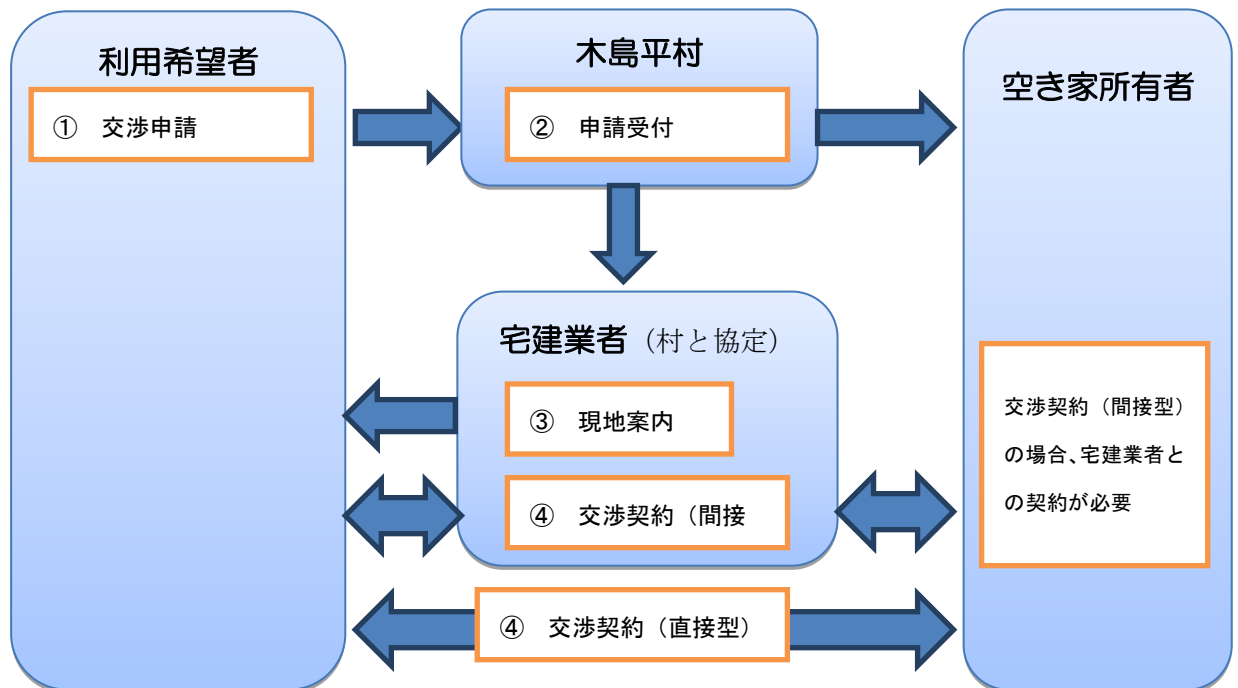 利用希望者
① 交渉申請
木島平村
② 申請受付
空き家所有者
宅建業者（村と協定）
③ 現地案内
④ 交渉契約（間接
④ 交渉契約（直接型）
交渉契約（間接型）
の場合、宅建業者と
の契約が必要